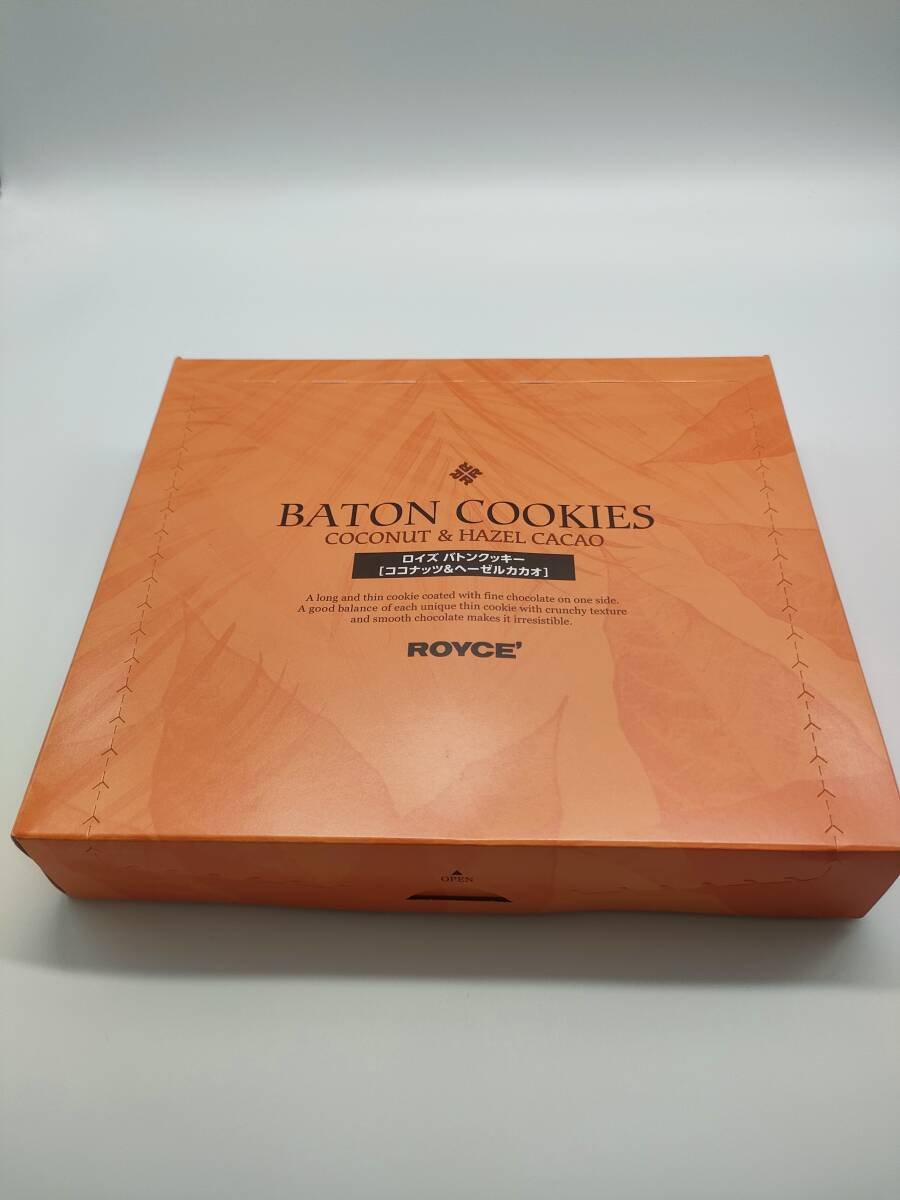 BATON COOKIES
COCONUT & HAZEL CACAO
ロイズ バトンクッキー
[ココナッツ&ヘーゼルカカオ]
A long and thin cookie coated with fine chocolate on one side.
A good balance of each unique thin cookie with crunchy texture
and smooth chocolate makes it irresistible.
ROYCE'
OPEN